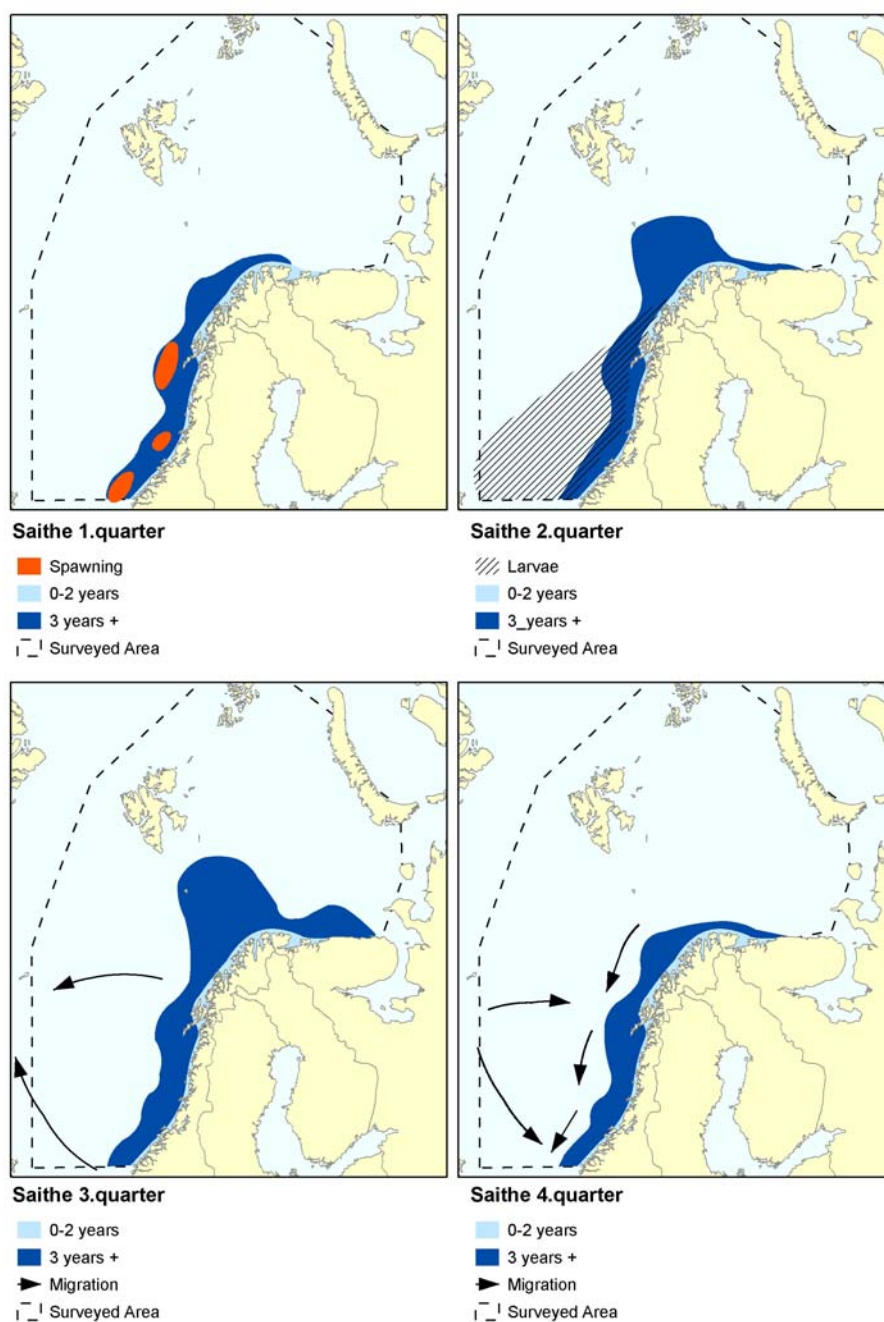 Saithe 1.quarter
Spawning
0-2 years
3 years +
Surveyed Area
Saithe 2.quarter
Larvae
0-2 years
3_years +
Surveyed Area
Saithe 3.quarter
0-2 years
3 years +
Migration
Surveyed Area
Saithe 4.quarter
0-2 years
3 years +
Migration
Surveyed Area